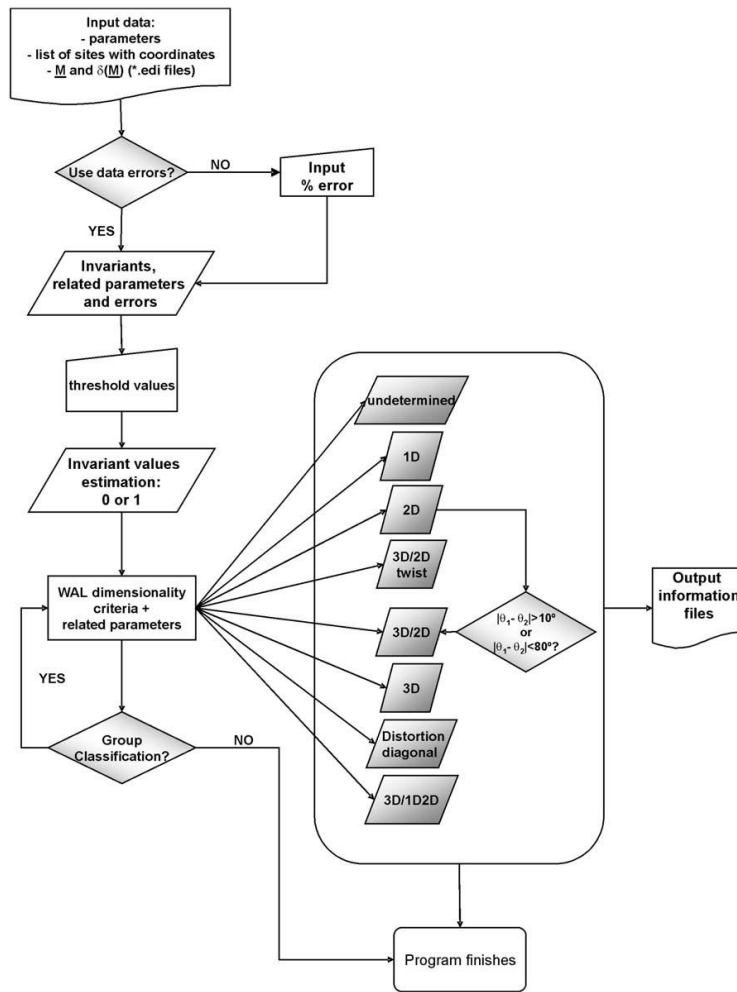 Input data:
- parameters
- list of sites with coordinates
- M and δ(M) (*.edi files)
Use data errors?
NO
Input
% error
YES
Invariants,
related parameters
and errors
threshold values
Invariant values
estimation:
0 or 1
WAL dimensionality
criteria +
related parameters
YES
Group
Classification?
NO
undetermined
1D
2D
3D/2D
twist
3D/2D
|θ₁- θ₂|>10º
or
|θ₁- θ₂|<80º?
3D
Distortion
diagonal
3D/1D2D
Output
information
files
Program finishes